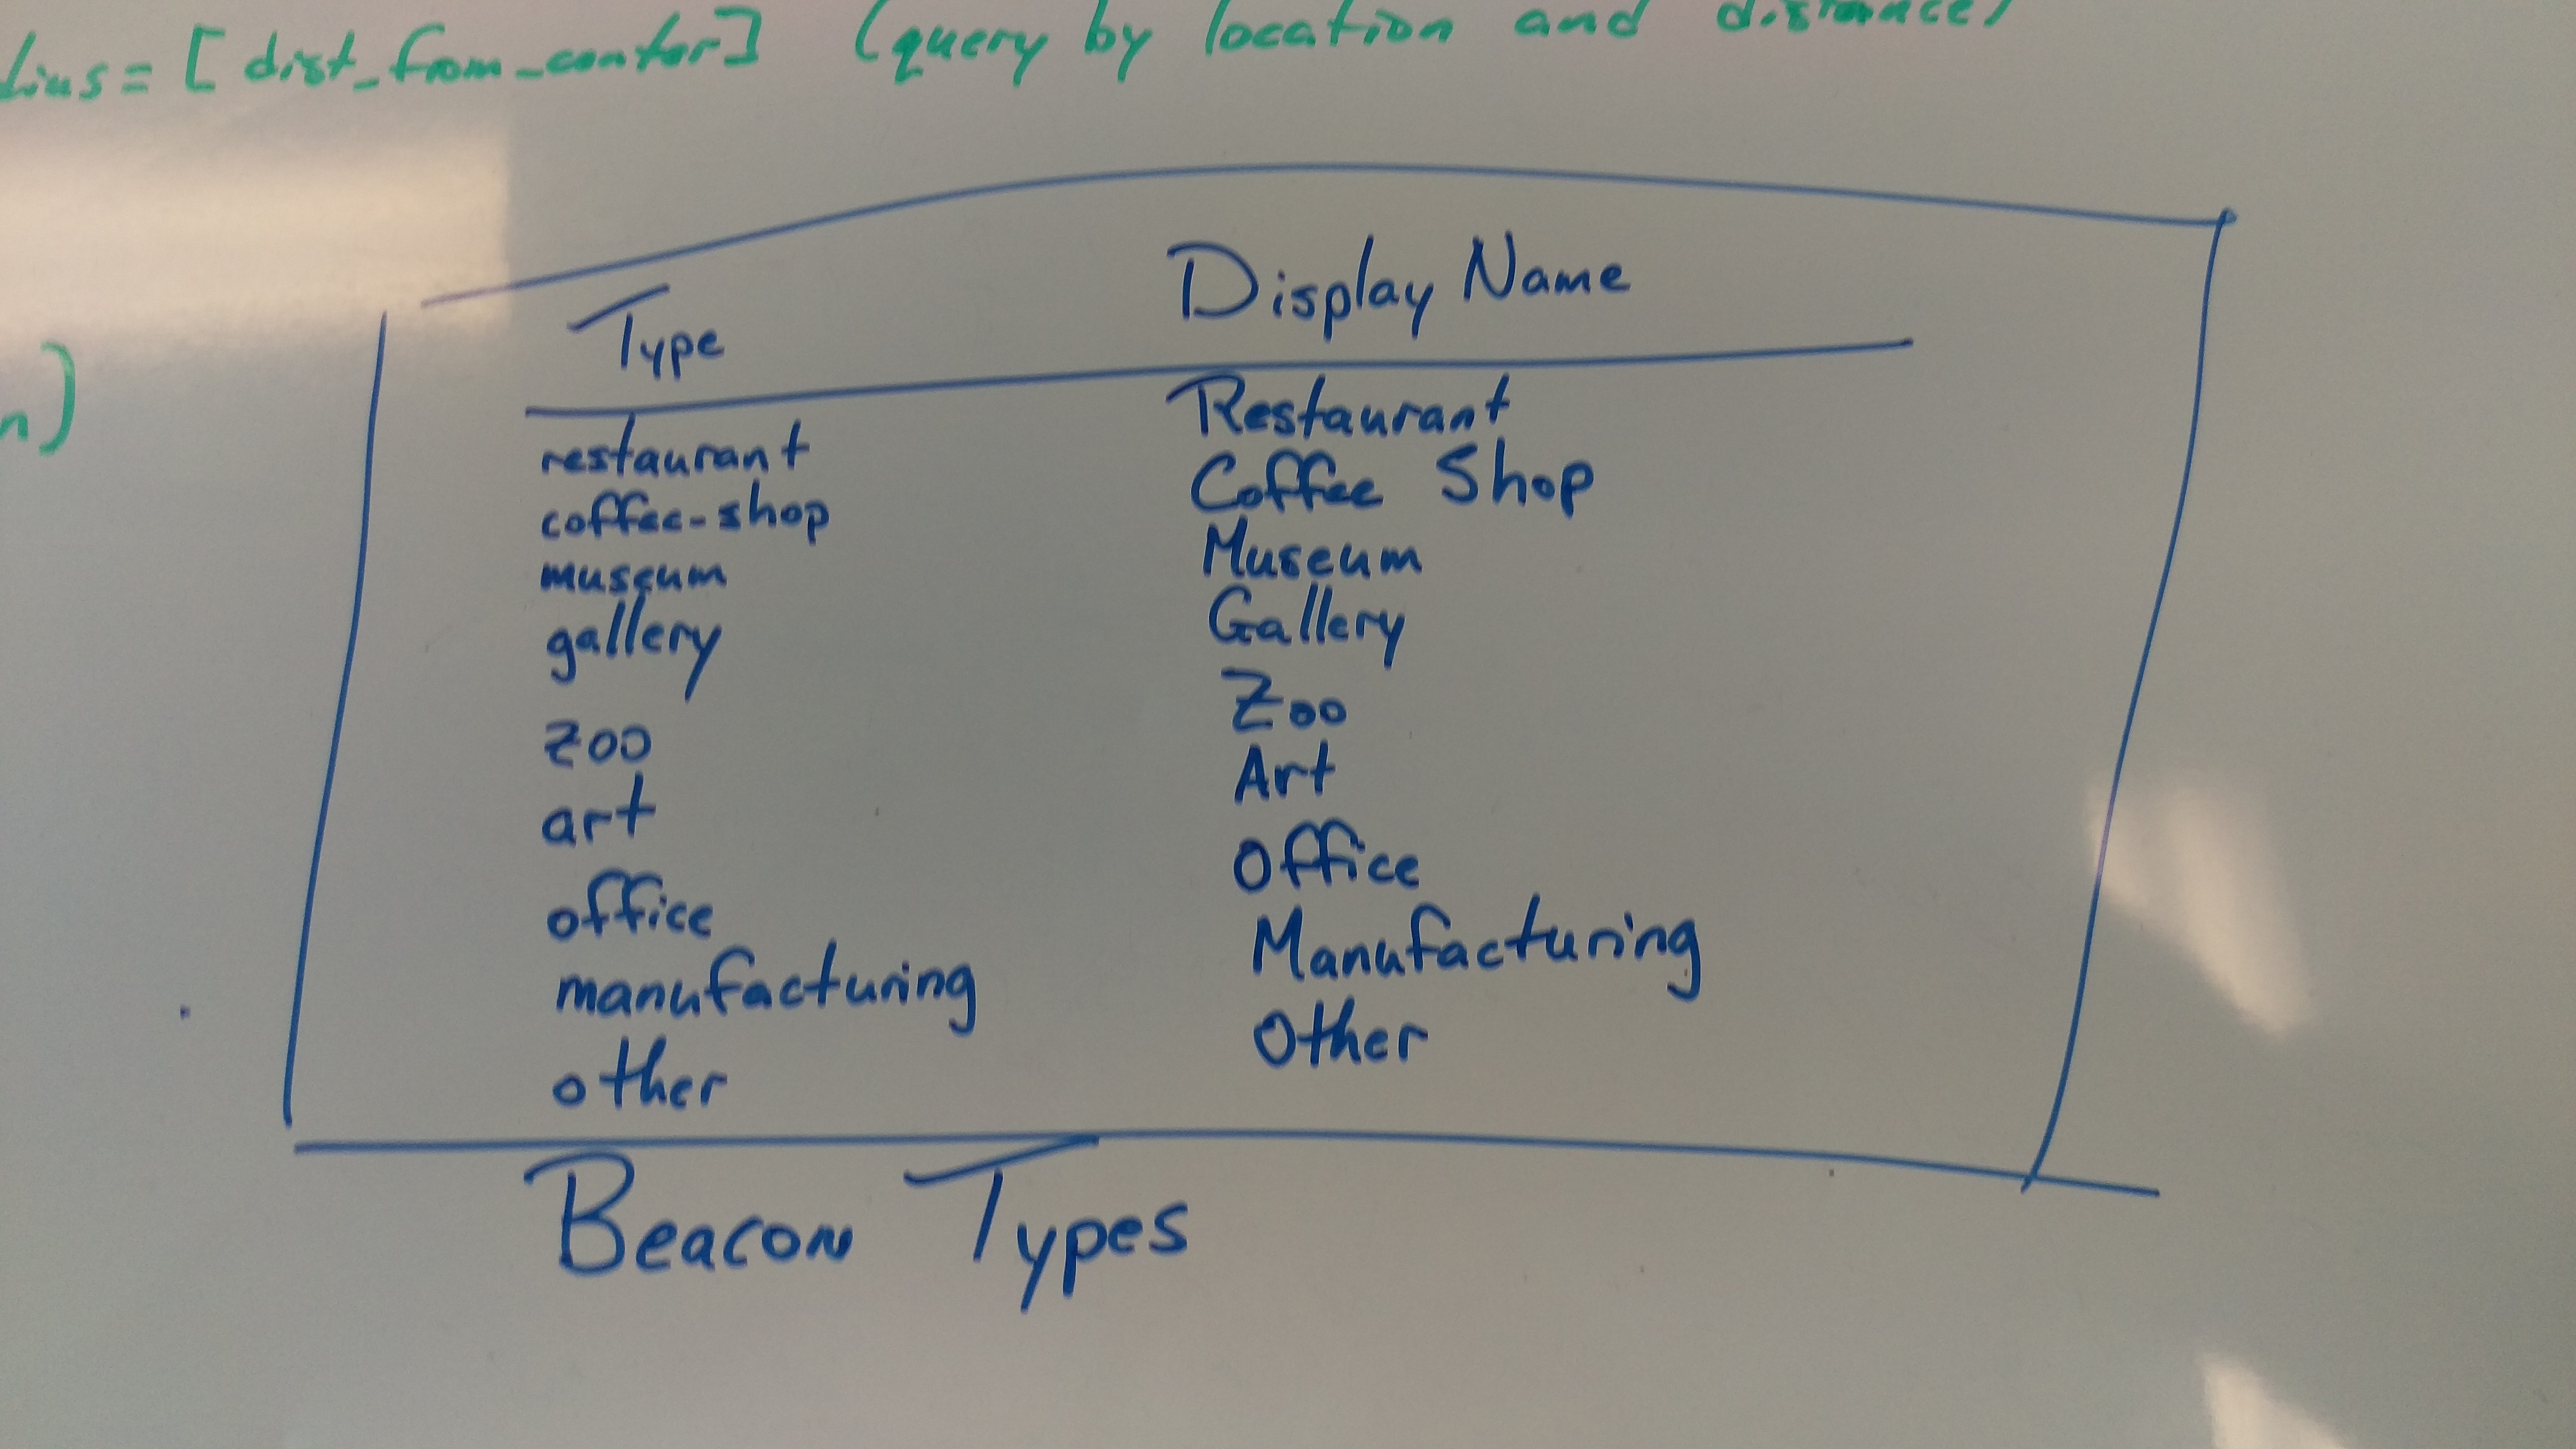 dius = [dist_from_center] (query by location and distance)
Type Display Name
restaurant Restaurant
coffee-shop Coffee Shop
museum Museum
n)
gallery Gallery
zoo Zoo
art Art
office Office
manufacturing Manufacturing
other Other
Beacon Types